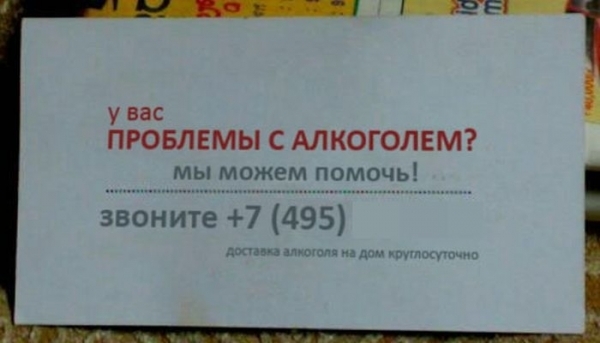 у вас
ПРОБЛЕМЫ С АЛКОГОЛЕМ?
мы можем помочь!
звоните +7 (495)
доставка алкоголя на дом круглосуточно